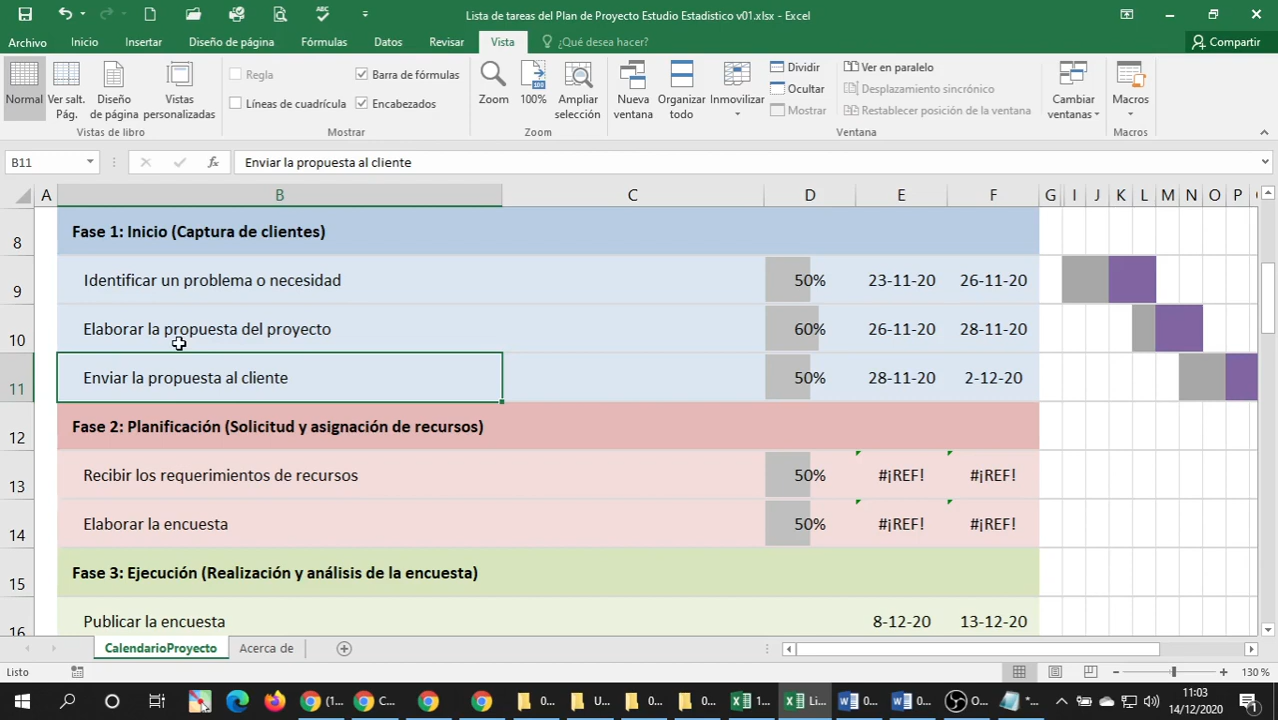 Lista de tareas del Plan de Proyecto Estudio Estadistico v01.xlsx - Excel
Archivo Inicio Insertar Diseño de página Fórmulas Datos Revisar Vista ¿Qué desea hacer? Compartir
Normal
Ver salt. Pág.
Diseño de página
Vistas personalizadas
Vistas de libro
Regla
Líneas de cuadrícula
Barra de fórmulas
Encabezados
Mostrar
Zoom
100%
Ampliar selección
Zoom
Nueva ventana
Organizar todo
Inmovilizar
Dividir
Ocultar
Mostrar
Ver en paralelo
Desplazamiento sincrónico
Restablecer posición de la ventana
Ventana
Cambiar ventanas
Macros
Macros
B11 fx Enviar la propuesta al cliente
A B C D E F G I J K L M N O P
8 Fase 1: Inicio (Captura de clientes)
9 Identificar un problema o necesidad 50% 23-11-20 26-11-20
10 Elaborar la propuesta del proyecto 60% 26-11-20 28-11-20
11 Enviar la propuesta al cliente 50% 28-11-20 2-12-20
12 Fase 2: Planificación (Solicitud y asignación de recursos)
13 Recibir los requerimientos de recursos 50% #¡REF! #¡REF!
14 Elaborar la encuesta 50% #¡REF! #¡REF!
15 Fase 3: Ejecución (Realización y análisis de la encuesta)
16 Publicar la encuesta 8-12-20 13-12-20
CalendarioProyecto Acerca de
Listo 130 %
(1... C... 0... U... 0... 0... 1... Li... 0... 0... O... *...
11:03
14/12/2020